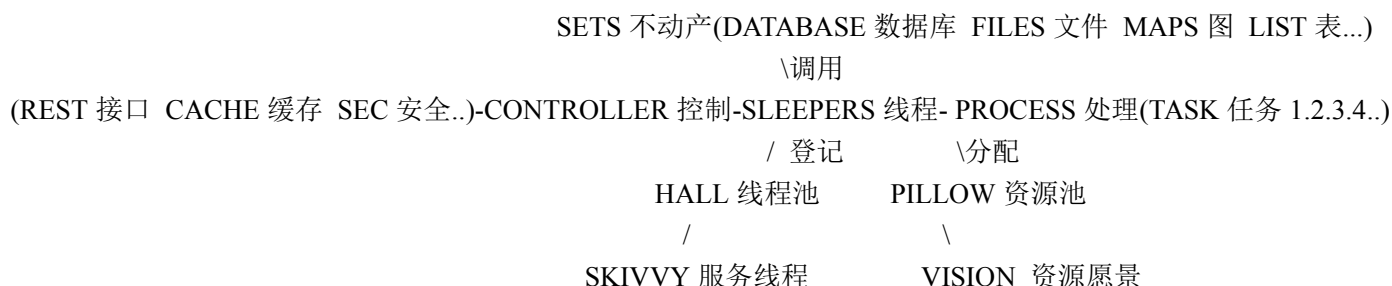 SETS 不动产(DATABASE 数据库 FILES 文件 MAPS 图 LIST 表...)
\调用
(REST 接口 CACHE 缓存 SEC 安全..)-CONTROLLER 控制-SLEEPERS 线程- PROCESS 处理(TASK 任务 1.2.3.4..)
/ 登记 \分配
HALL 线程池 PILLOW 资源池
/ \
SKIVVY 服务线程 VISION 资源愿景